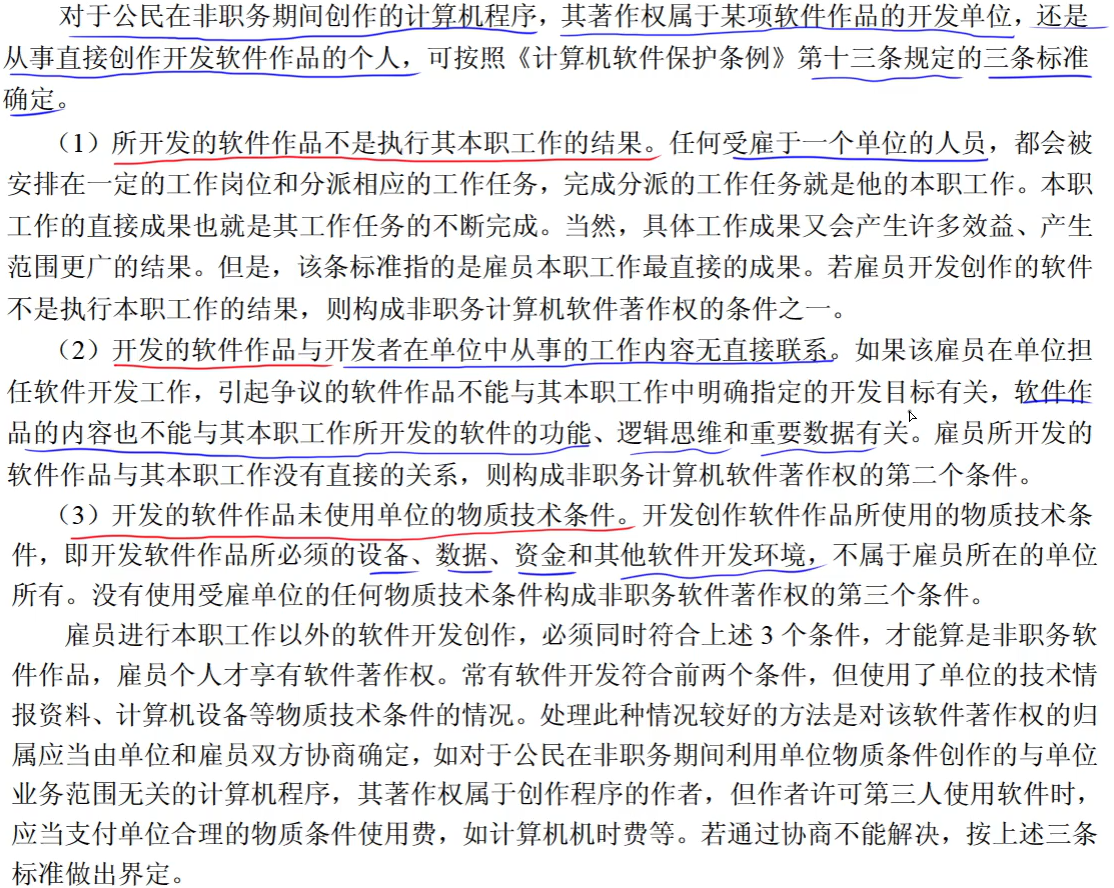 对于公民在非职务期间创作的计算机程序，其著作权属于某项软件作品的开发单位，还是
从事直接创作开发软件作品的个人，可按照《计算机软件保护条例》第十三条规定的三条标准
确定。
（1）所开发的软件作品不是执行其本职工作的结果。任何受雇于一个单位的人员，都会被
安排在一定的工作岗位和分派相应的工作任务，完成分派的工作任务就是他的本职工作。本职
工作的直接成果也就是其工作任务的不断完成。当然，具体工作成果又会产生许多效益、产生
范围更广的结果。但是，该条标准指的是雇员本职工作最直接的成果。若雇员开发创作的软件
不是执行本职工作的结果，则构成非职务计算机软件著作权的条件之一。
（2）开发的软件作品与开发者在单位中从事的工作内容无直接联系。如果该雇员在单位担
任软件开发工作，引起争议的软件作品不能与其本职工作中明确指定的开发目标有关，软件作
品的内容也不能与其本职工作所开发的软件的功能、逻辑思维和重要数据有关。雇员所开发的
软件作品与其本职工作没有直接的关系，则构成非职务计算机软件著作权的第二个条件。
（3）开发的软件作品未使用单位的物质技术条件。开发创作软件作品所使用的物质技术条
件，即开发软件作品所必须的设备、数据、资金和其他软件开发环境，不属于雇员所在的单位
所有。没有使用受雇单位的任何物质技术条件构成非职务软件著作权的第三个条件。
雇员进行本职工作以外的软件开发创作，必须同时符合上述 3 个条件，才能算是非职务软
件作品，雇员个人才享有软件著作权。常有软件开发符合前两个条件，但使用了单位的技术情
报资料、计算机设备等物质技术条件的情况。处理此种情况较好的方法是对该软件著作权的归
属应当由单位和雇员双方协商确定，如对于公民在非职务期间利用单位物质条件创作的与单位
业务范围无关的计算机程序，其著作权属于创作程序的作者，但作者许可第三人使用软件时，
应当支付单位合理的物质条件使用费，如计算机机时费等。若通过协商不能解决，按上述三条
标准做出界定。